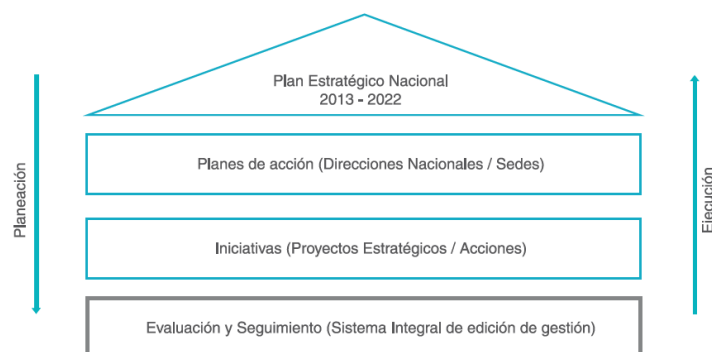 Plan Estratégico Nacional
2013 - 2022
Planes de acción (Direcciones Nacionales / Sedes)
Planeación
Ejecución
Iniciativas (Proyectos Estratégicos / Acciones)
Evaluación y Seguimiento (Sistema Integral de edición de gestión)